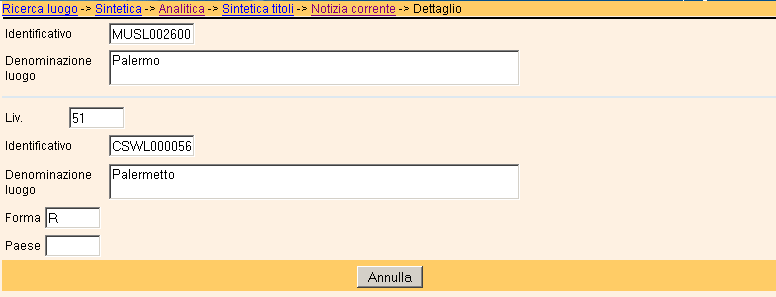 Ricerca luogo -> Sintetica -> Analitica -> Sintetica titoli -> Notizia corrente -> Dettaglio
Identificativo MUSL002600
Denominazione luogo Palermo
Liv. 51
Identificativo CSWL000056
Denominazione luogo Palermetto
Forma R
Paese
Annulla